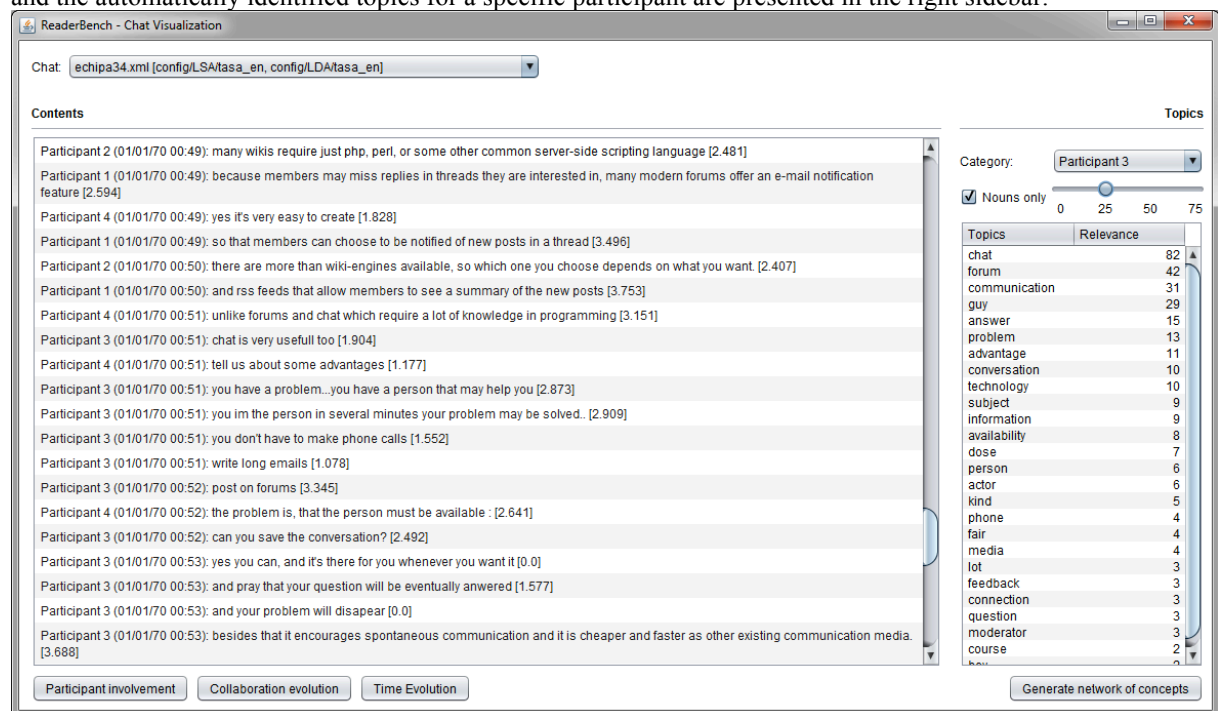 and the automatically identified topics for a specific participant are presented in the right sidebar.
ReaderBench - Chat Visualization
Chat: echipa34.xml [config/LSA/tasa_en, config/LDA/tasa_en]
Contents
Topics
Participant 2 (01/01/70 00:49): many wikis require just php, perl, or some other common server-side scripting language [2.481]
Participant 1 (01/01/70 00:49): because members may miss replies in threads they are interested in, many modern forums offer an e-mail notification
feature [2.594]
Participant 4 (01/01/70 00:49): yes it's very easy to create [1.828]
Participant 1 (01/01/70 00:49): so that members can choose to be notified of new posts in a thread [3.496]
Participant 2 (01/01/70 00:50): there are more than wiki-engines available, so which one you choose depends on what you want. [2.407]
Participant 1 (01/01/70 00:50): and rss feeds that allow members to see a summary of the new posts [3.753]
Participant 4 (01/01/70 00:51): unlike forums and chat which require a lot of knowledge in programming [3.151]
Participant 3 (01/01/70 00:51): chat is very usefull too [1.904]
Participant 4 (01/01/70 00:51): tell us about some advantages [1.177]
Participant 3 (01/01/70 00:51): you have a problem...you have a person that may help you [2.873]
Participant 3 (01/01/70 00:51): you im the person in several minutes your problem may be solved.. [2.909]
Participant 3 (01/01/70 00:51): you don't have to make phone calls [1.552]
Participant 3 (01/01/70 00:51): write long emails [1.078]
Participant 3 (01/01/70 00:52): post on forums [3.345]
Participant 4 (01/01/70 00:52): the problem is, that the person must be available : [2.641]
Participant 3 (01/01/70 00:52): can you save the conversation? [2.492]
Participant 3 (01/01/70 00:53): yes you can, and it's there for you whenever you want it [0.0]
Participant 3 (01/01/70 00:53): and pray that your question will be eventually anwered [1.577]
Participant 3 (01/01/70 00:53): and your problem will disapear [0.0]
Participant 3 (01/01/70 00:53): besides that it encourages spontaneous communication and it is cheaper and faster as other existing communication media.
[3.688]
Category: Participant 3
Nouns only
0 25 50 75
Topics Relevance
chat 82
forum 42
communication 31
guy 29
answer 15
problem 13
advantage 11
conversation 10
technology 10
subject 9
information 9
availability 8
dose 7
person 6
actor 6
kind 5
phone 4
fair 4
media 4
lot 3
feedback 3
connection 3
question 3
moderator 3
course 2
Participant involvement
Collaboration evolution
Time Evolution
Generate network of concepts